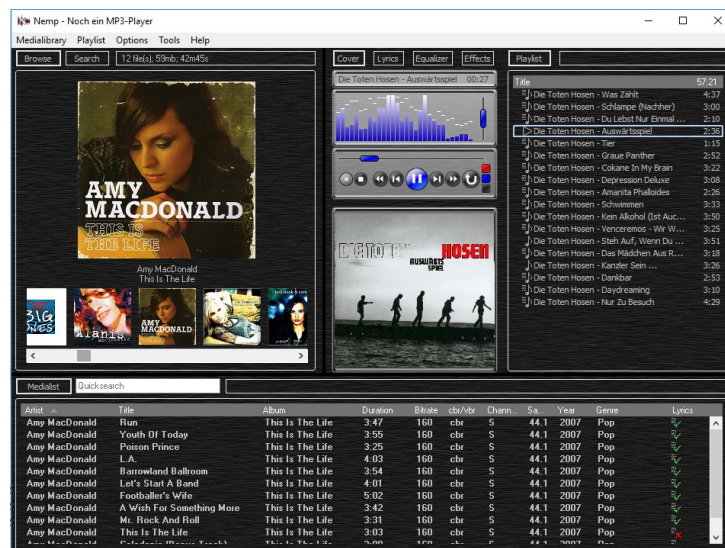 Nemp - Noch ein MP3-Player
Medialibrary Playlist Options Tools Help
Browse Search 12 file(s); 59mb; 42m45s
Cover Lyrics Equalizer Effects
Playlist
AMY
MACDONALD
THIS IS
THE LIFE
Amy MacDonald
This Is The Life
BIG
ONES
Alanis
AMY
MACDONALD
Die Toten Hosen - Auswärtsspiel 00:27
DIE TOTEN HOSEN
AUSWÄRTS
SPIEL
Title 57:21
Die Toten Hosen - Was Zählt 4:37
Die Toten Hosen - Schlampe (Nachher) 3:00
Die Toten Hosen - Du Lebst Nur Einmal ... 2:10
Die Toten Hosen - Auswärtsspiel 2:36
Die Toten Hosen - Tier 1:15
Die Toten Hosen - Graue Panther 2:52
Die Toten Hosen - Cokane In My Brain 3:22
Die Toten Hosen - Depression Deluxe 3:08
Die Toten Hosen - Amanita Phalloides 2:26
Die Toten Hosen - Schwimmen 3:33
Die Toten Hosen - Kein Alkohol (Ist Auc... 3:50
Die Toten Hosen - Venceremos - Wir W... 3:25
Die Toten Hosen - Steh Auf, Wenn Du ... 3:51
Die Toten Hosen - Das Mädchen Aus R... 3:18
Die Toten Hosen - Kanzler Sein ... 3:26
Die Toten Hosen - Dankbar 2:53
Die Toten Hosen - Daydreaming 3:10
Die Toten Hosen - Nur Zu Besuch 4:29
Medialist Quicksearch
Artist Title Album Duration Bitrate cbr/vbr Chann... Sa... Year Genre Lyrics
Amy MacDonald Run This Is The Life 3:47 160 cbr S 44.1 2007 Pop
Amy MacDonald Youth Of Today This Is The Life 3:55 160 cbr S 44.1 2007 Pop
Amy MacDonald Poison Prince This Is The Life 3:25 160 cbr S 44.1 2007 Pop
Amy MacDonald L.A. This Is The Life 4:03 160 cbr S 44.1 2007 Pop
Amy MacDonald Barrowland Ballroom This Is The Life 3:54 160 cbr S 44.1 2007 Pop
Amy MacDonald Let's Start A Band This Is The Life 4:01 160 cbr S 44.1 2007 Pop
Amy MacDonald Footballer's Wife This Is The Life 5:02 160 cbr S 44.1 2007 Pop
Amy MacDonald A Wish For Something More This Is The Life 3:42 160 cbr S 44.1 2007 Pop
Amy MacDonald Mr. Rock And Roll This Is The Life 3:31 160 cbr S 44.1 2007 Pop
Amy MacDonald This Is The Life This Is The Life 3:03 160 cbr S 44.1 2007 Pop